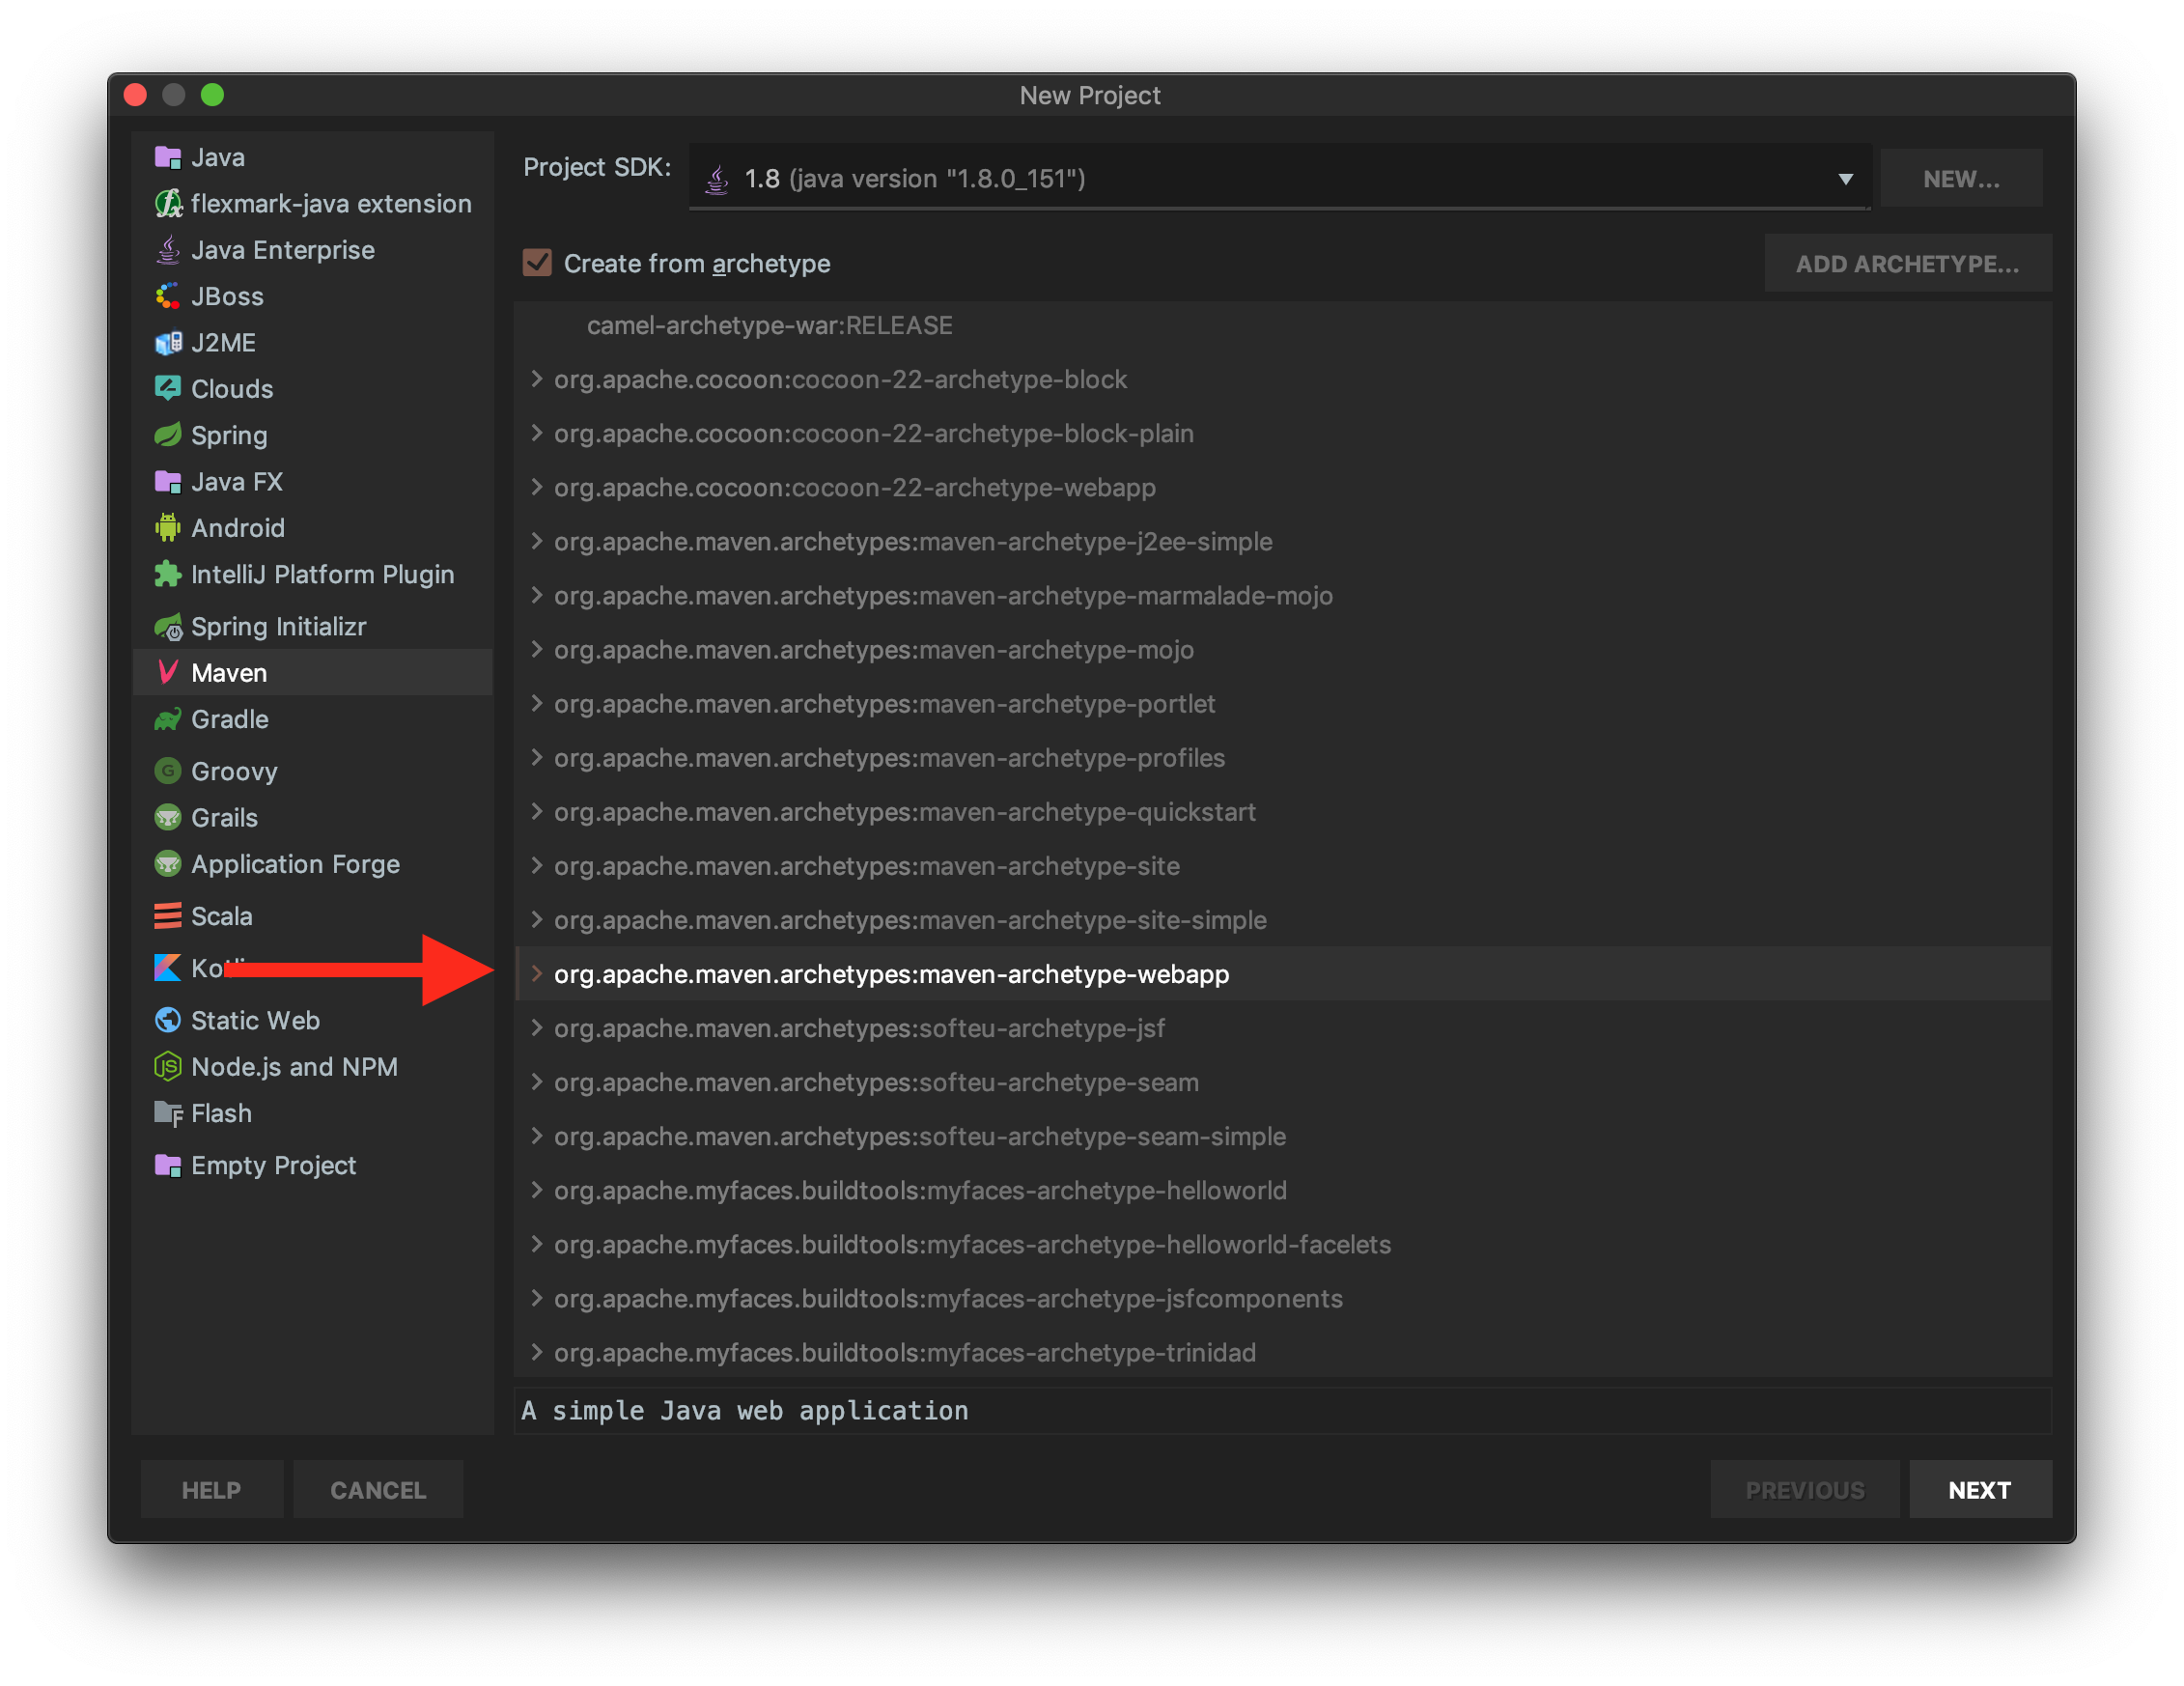 New Project
Java
flexmark-java extension
Java Enterprise
JBoss
J2ME
Clouds
Spring
Java FX
Android
IntelliJ Platform Plugin
Spring Initializr
Maven
Gradle
Groovy
Grails
Application Forge
Scala
Static Web
Node.js and NPM
Flash
Empty Project
Project SDK:
1.8 (java version "1.8.0_151")
NEW...
Create from archetype
ADD ARCHETYPE...
camel-archetype-war:RELEASE
org.apache.cocoon:cocoon-22-archetype-block
org.apache.cocoon:cocoon-22-archetype-block-plain
org.apache.cocoon:cocoon-22-archetype-webapp
org.apache.maven.archetypes:maven-archetype-j2ee-simple
org.apache.maven.archetypes:maven-archetype-marmalade-mojo
org.apache.maven.archetypes:maven-archetype-mojo
org.apache.maven.archetypes:maven-archetype-portlet
org.apache.maven.archetypes:maven-archetype-profiles
org.apache.maven.archetypes:maven-archetype-quickstart
org.apache.maven.archetypes:maven-archetype-site
org.apache.maven.archetypes:maven-archetype-site-simple
org.apache.maven.archetypes:maven-archetype-webapp
org.apache.maven.archetypes:softeu-archetype-jsf
org.apache.maven.archetypes:softeu-archetype-seam
org.apache.maven.archetypes:softeu-archetype-seam-simple
org.apache.myfaces.buildtools:myfaces-archetype-helloworld
org.apache.myfaces.buildtools:myfaces-archetype-helloworld-facelets
org.apache.myfaces.buildtools:myfaces-archetype-jsfcomponents
org.apache.myfaces.buildtools:myfaces-archetype-trinidad
A simple Java web application
HELP
CANCEL
PREVIOUS
NEXT